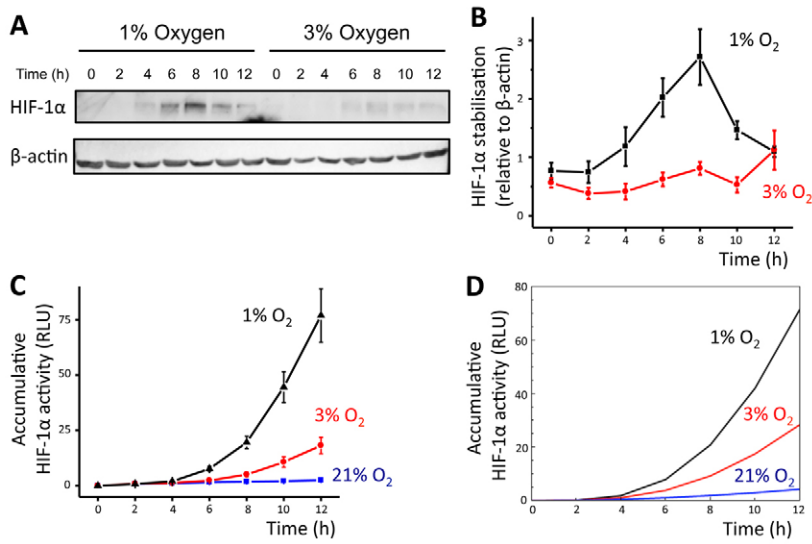 A
1% Oxygen 3% Oxygen
Time (h) 0 2 4 6 8 10 12 0 2 4 6 8 10 12
HIF-1α
β-actin
B
HIF-1α stabilisation
(relative to β-actin)
3
2
1
0
1% O₂
3% O₂
0 2 4 6 8 10 12
Time (h)
C
Accumulative
HIF-1α activity (RLU)
75
50
25
0
1% O₂
3% O₂
21% O₂
0 2 4 6 8 10 12
Time (h)
D
Accumulative
HIF-1α activity (RLU)
80
60
40
20
0
1% O₂
3% O₂
21% O₂
0 2 4 6 8 10 12
Time (h)